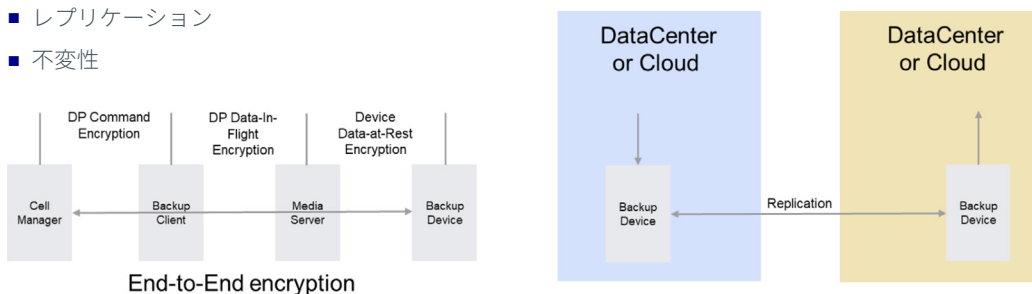 レプリケーション
不変性
DP Command
Encryption
DP Data-In-
Flight
Encryption
Device
Data-at-Rest
Encryption
Cell
Manager
Backup
Client
Media
Server
Backup
Device
End-to-End encryption
DataCenter
or Cloud
DataCenter
or Cloud
Backup
Device
Replication
Backup
Device